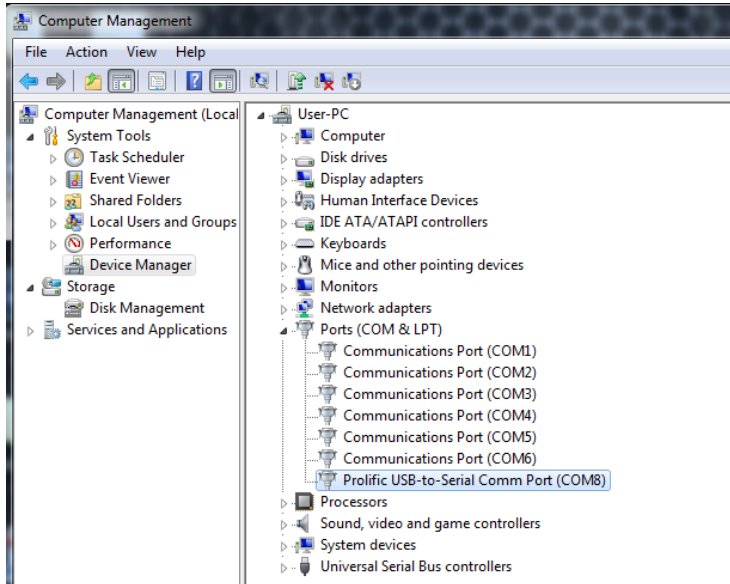 Computer Management
File Action View Help
Computer Management (Local
System Tools
Task Scheduler
Event Viewer
Shared Folders
Local Users and Groups
Performance
Device Manager
Storage
Disk Management
Services and Applications
User-PC
Computer
Disk drives
Display adapters
Human Interface Devices
IDE ATA/ATAPI controllers
Keyboards
Mice and other pointing devices
Monitors
Network adapters
Ports (COM & LPT)
Communications Port (COM1)
Communications Port (COM2)
Communications Port (COM3)
Communications Port (COM4)
Communications Port (COM5)
Communications Port (COM6)
Prolific USB-to-Serial Comm Port (COM8)
Processors
Sound, video and game controllers
System devices
Universal Serial Bus controllers